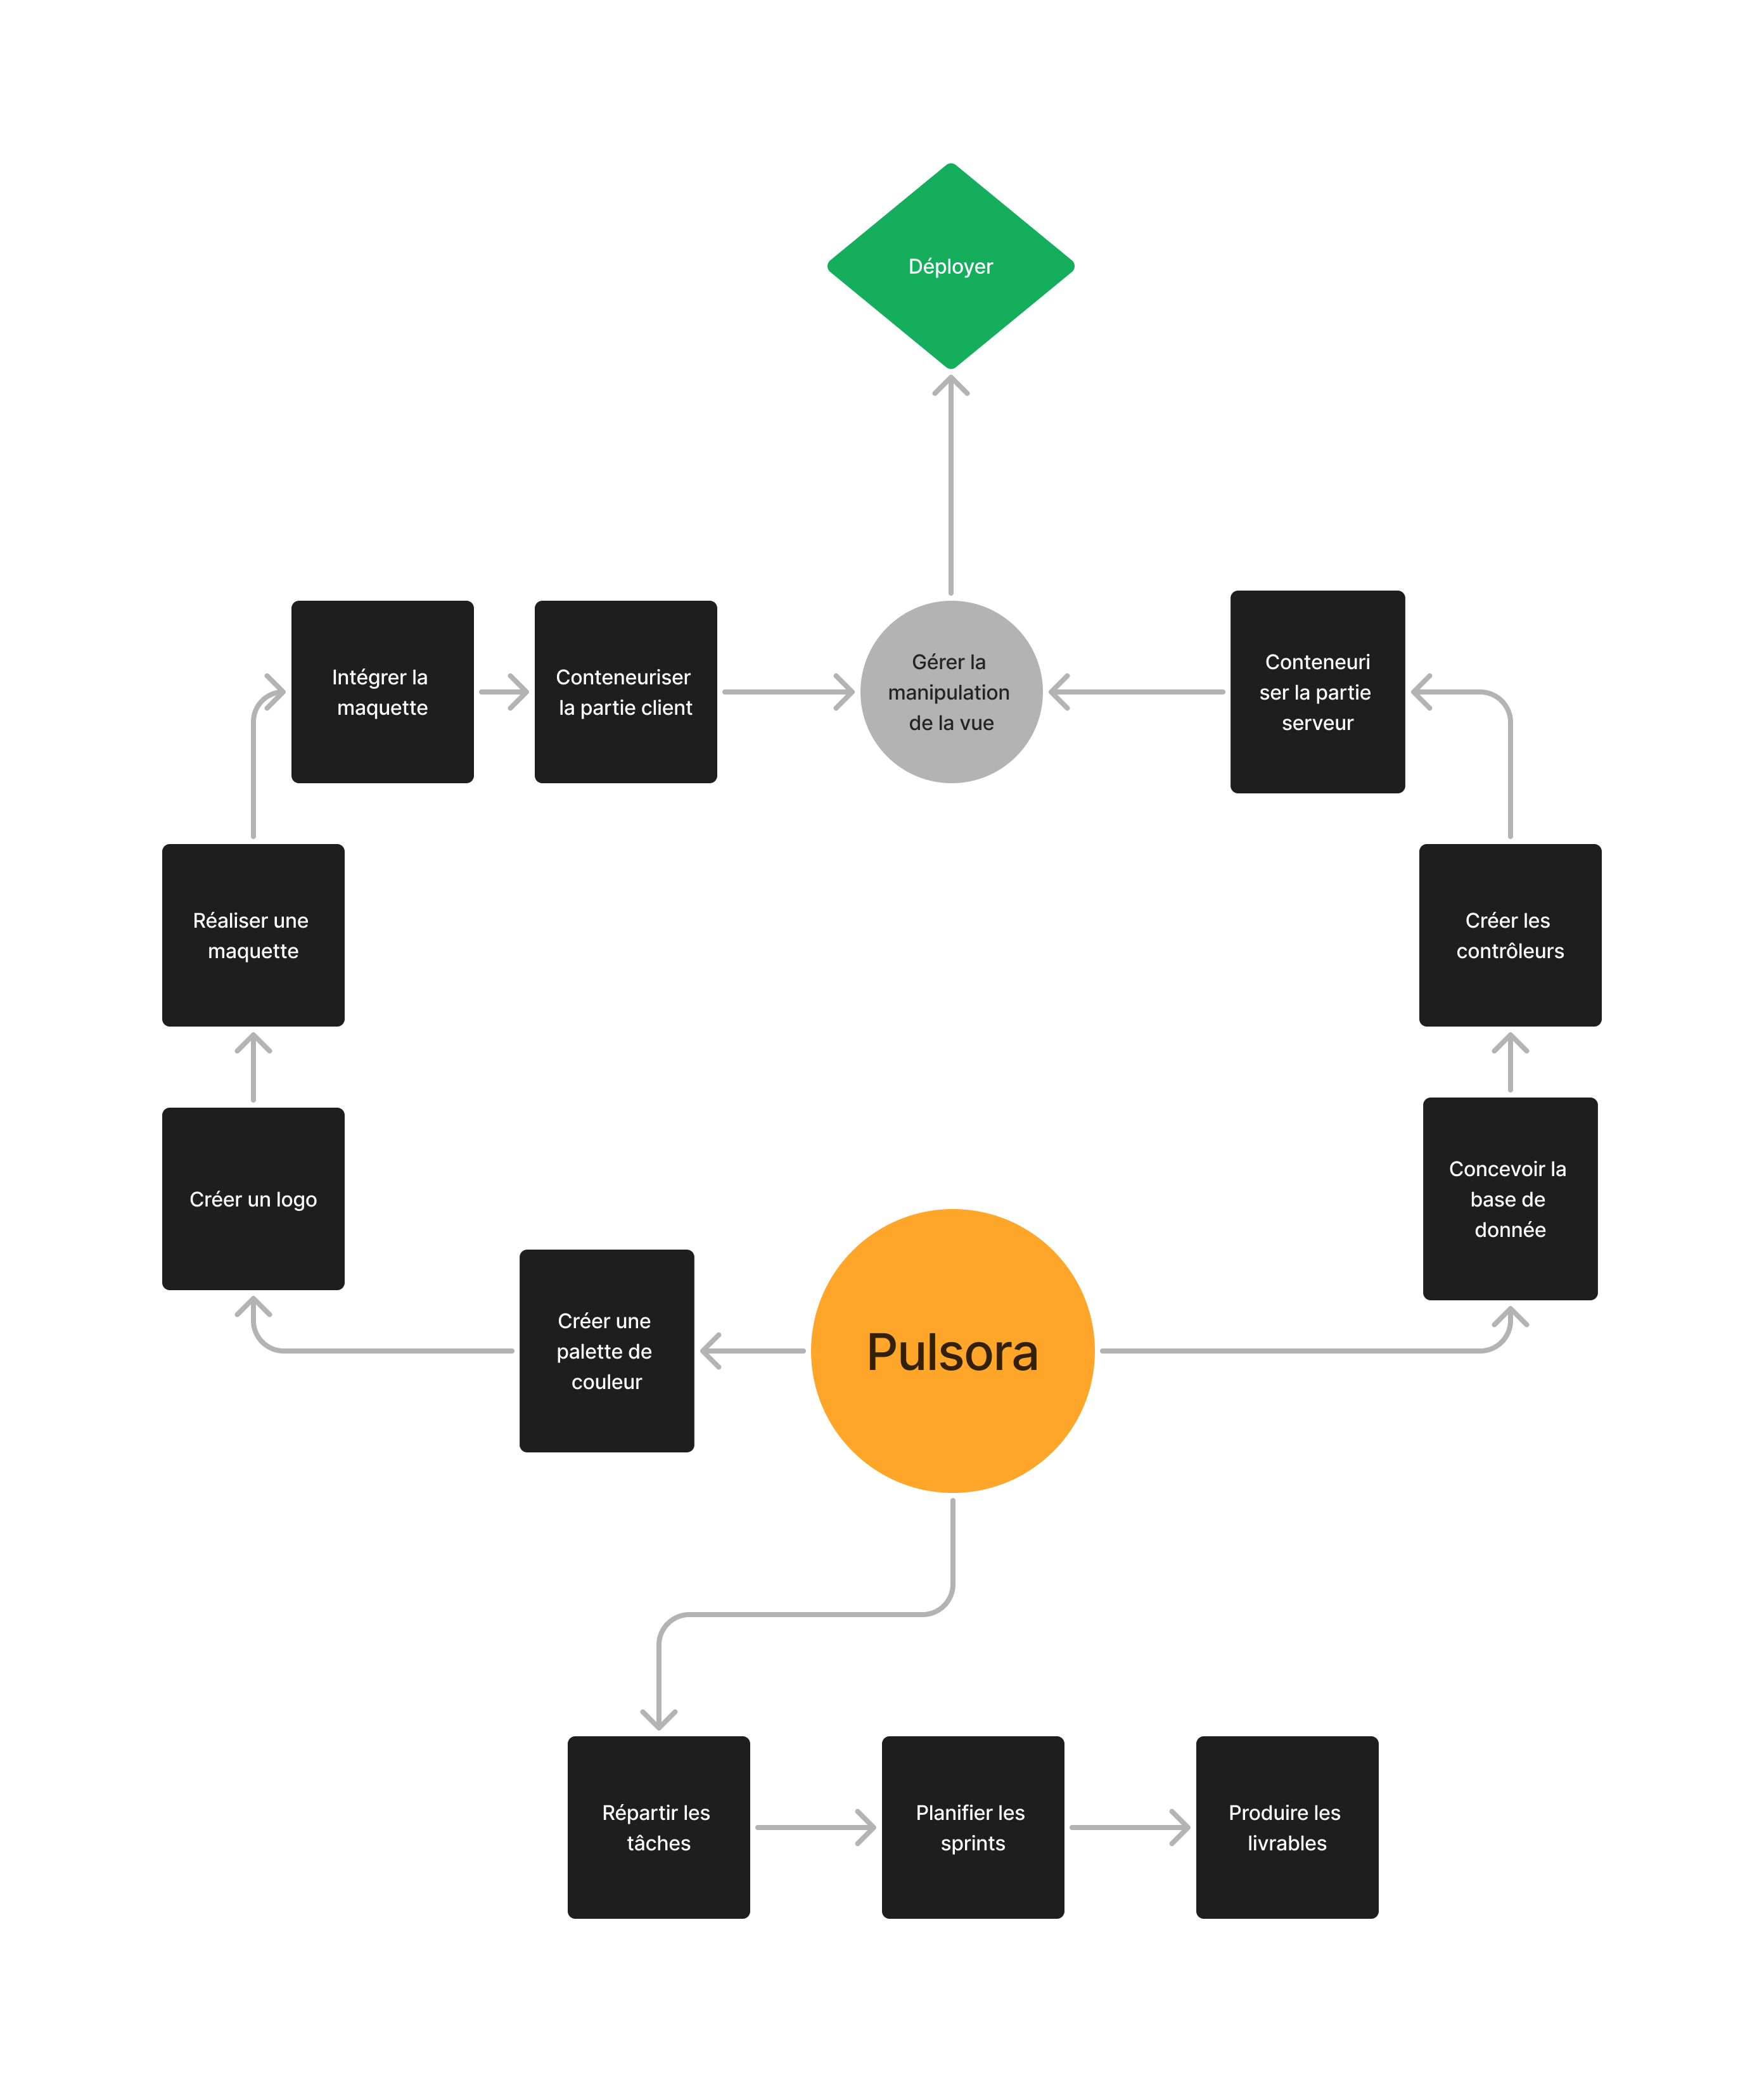 Déployer
Intégrer la
maquette
Conteneuriser
la partie client
Gérer la
manipulation
de la vue
Conteneuri
ser la partie
serveur
Réaliser une
maquette
Créer les
contrôleurs
Créer un logo
Concevoir la
base de
donnée
Créer une
palette de
couleur
Pulsora
Répartir les
tâches
Planifier les
sprints
Produire les
livrables